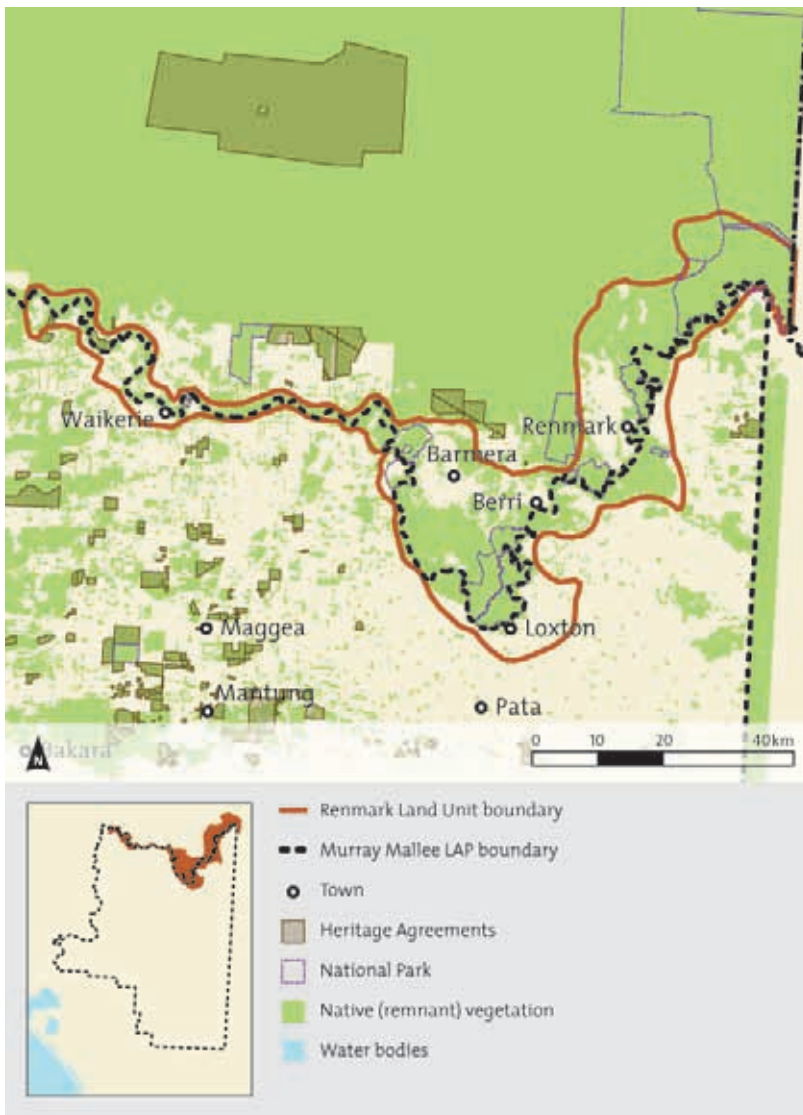 Waikerie
Renmark
Barmera
Berri
Maggea
Loxton
Mantung
Pata
Bakara
N
0 10 20 40km
Renmark Land Unit boundary
Murray Mallee LAP boundary
Town
Heritage Agreements
National Park
Native (remnant) vegetation
Water bodies